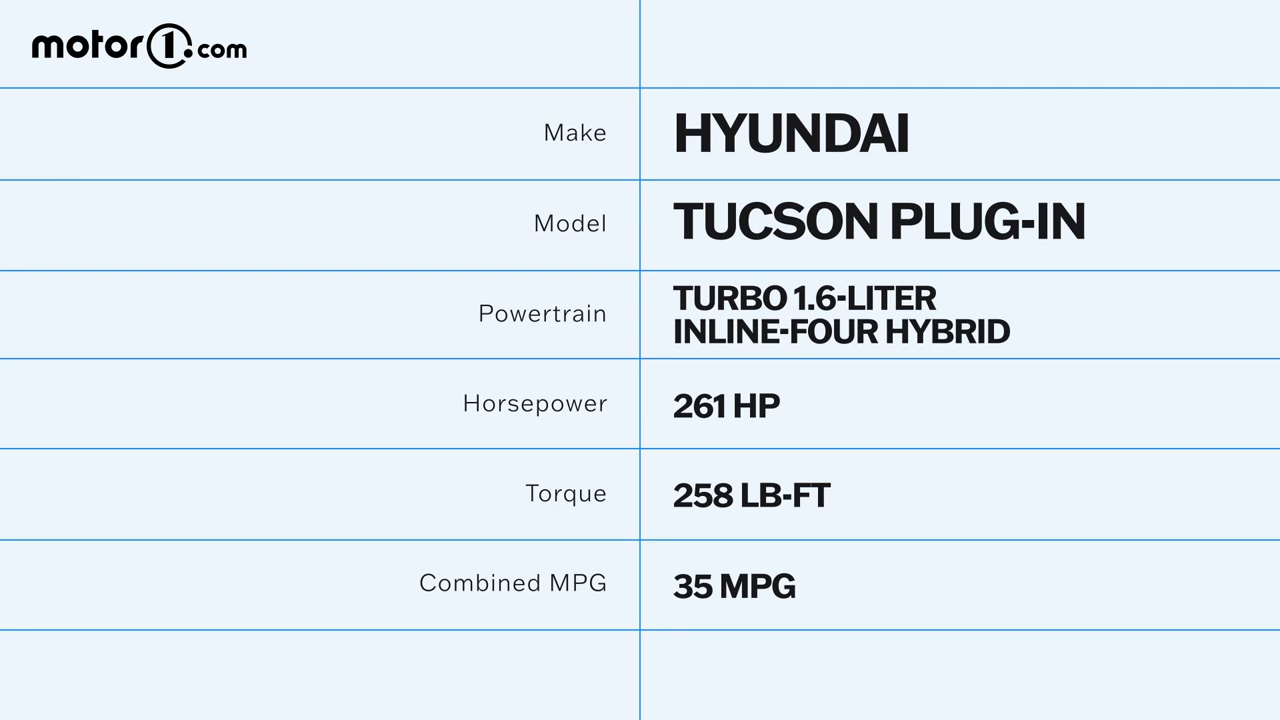 motor1.com
Make
HYUNDAI
Model
TUCSON PLUG-IN
Powertrain
TURBO 1.6-LITER
INLINE-FOUR HYBRID
Horsepower
261 HP
Torque
258 LB-FT
Combined MPG
35 MPG